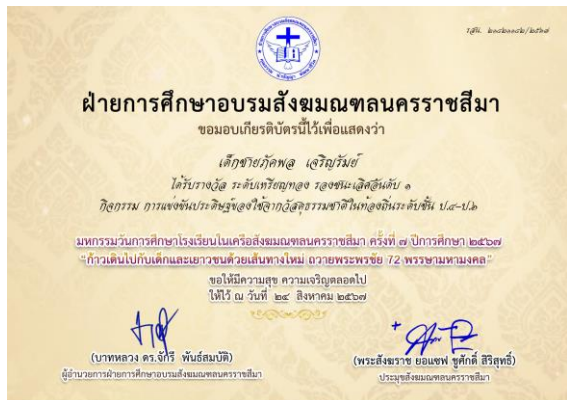 ฝ่ายการศึกษาอบรมสังฆมณฑลนครราชสีมา
ขอมอบเกียรติบัตรนี้ไว้เพื่อแสดงว่า
เด็กชายภัคพล เจริญรัมย์
ได้รับรางวัล ระดับเหรียญทอง รองชนะเลิศอันดับ ๑
กิจกรรม การแข่งขันประดิษฐ์ของใช้จากวัสดุธรรมชาติในท้องถิ่นระดับชั้น ป.๔-ป.๖
มหกรรมวันการศึกษาโรงเรียนในเครือสังฆมณฑลนครราชสีมา ครั้งที่ ๗ ปีการศึกษา ๒๕๖๗
"ก้าวเดินไปกับเด็กและเยาวชนด้วยเส้นทางใหม่ ถวายพระพรชัย 72 พรรษามหามงคล"
ขอให้มีความสุข ความเจริญตลอดไป
ให้ไว้ ณ วันที่ ๒๔ สิงหาคม ๒๕๖๗
(บาทหลวง ดร.จักรี พันธ์สมบัติ)
ผู้อำนวยการฝ่ายการศึกษาอบรมสังฆมณฑลนครราชสีมา
(พระสังฆราช ยอแซฟ ชูศักดิ์ สิริสุทธิ์)
ประมุขสังฆมณฑลนครราชสีมา